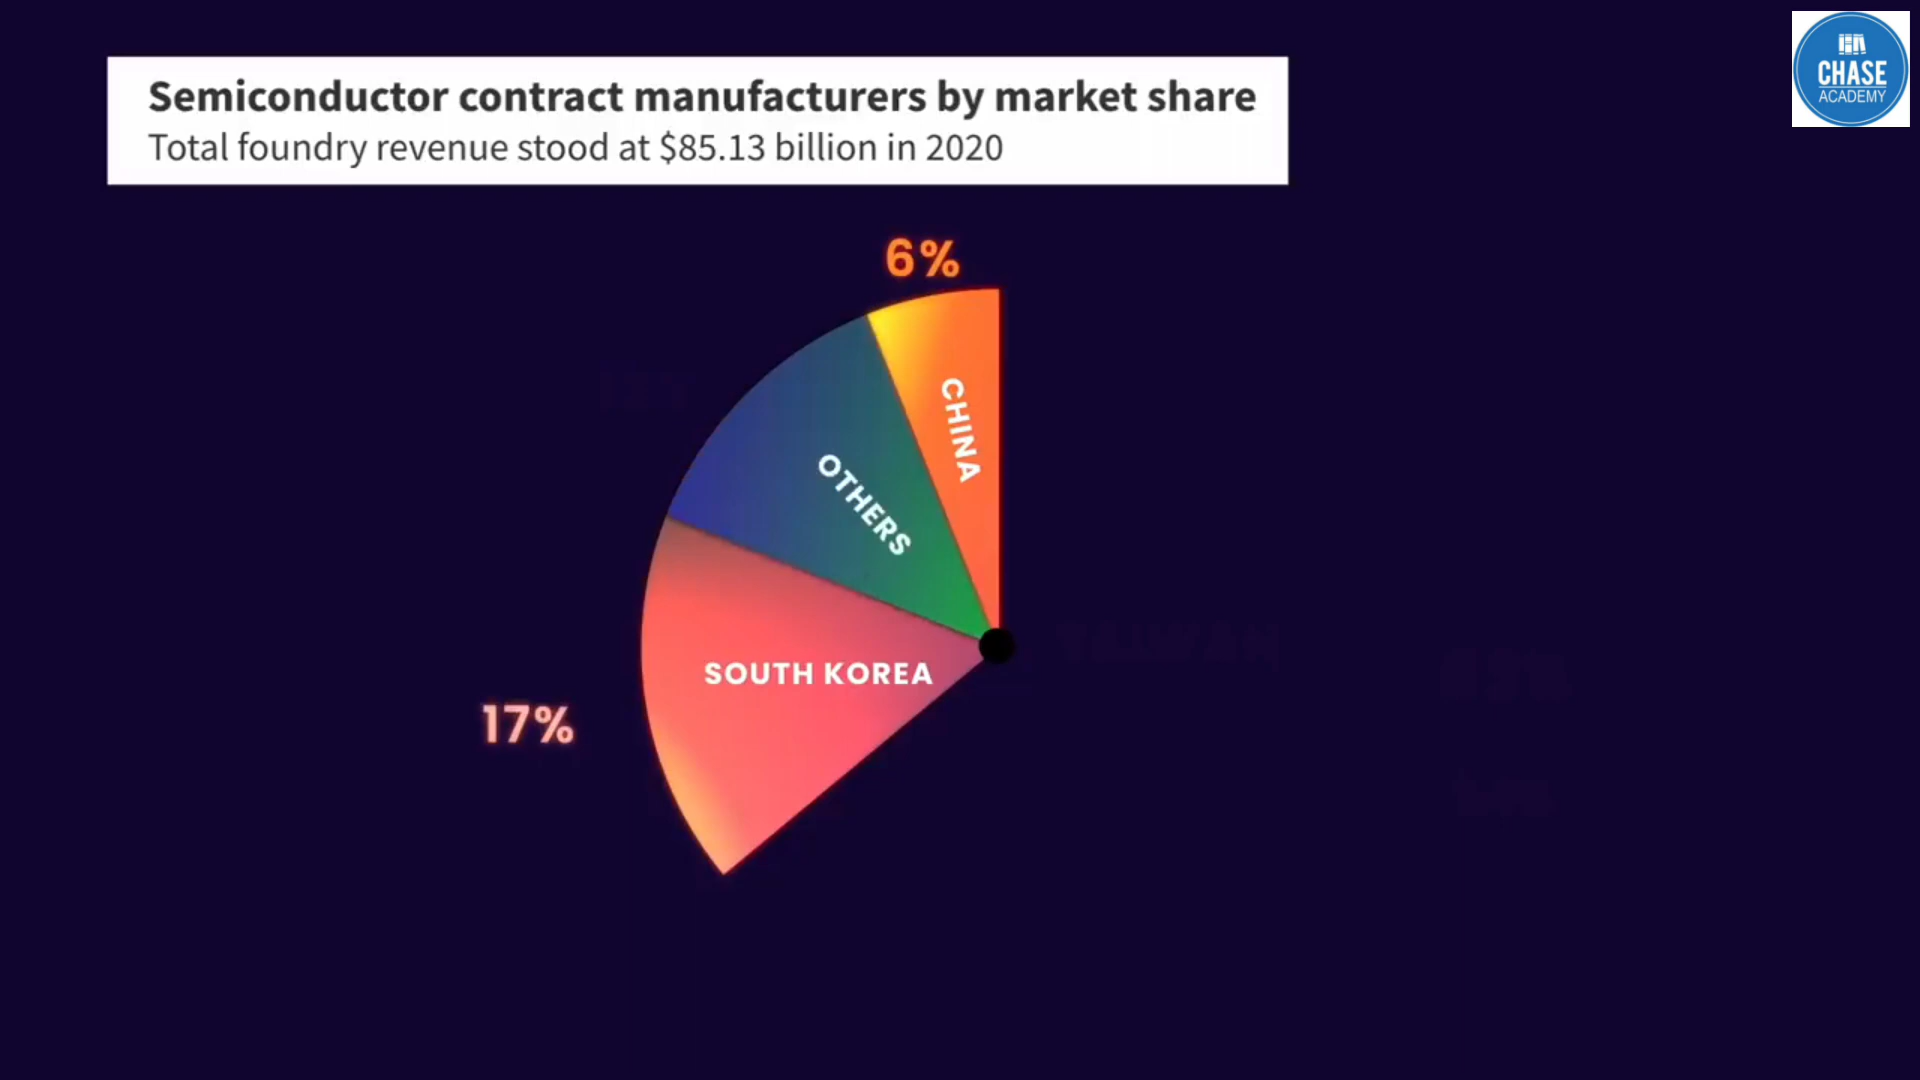 CHASE
ACADEMY
Semiconductor contract manufacturers by market share
Total foundry revenue stood at $85.13 billion in 2020
6%
CHINA
OTHERS
SOUTH KOREA
17%
TAIWAN